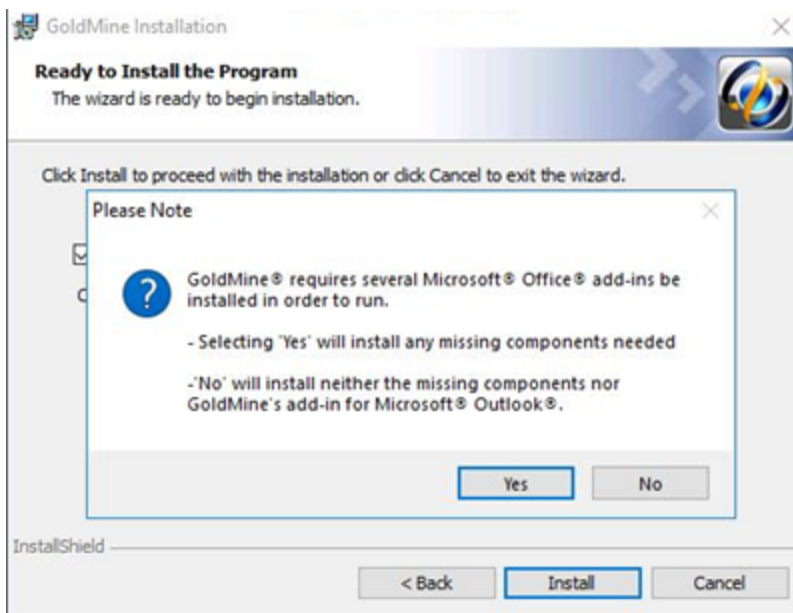 GoldMine Installation
Ready to Install the Program
The wizard is ready to begin installation.
Click Install to proceed with the installation or click Cancel to exit the wizard.
Please Note
GoldMine® requires several Microsoft® Office® add-ins be
installed in order to run.
- Selecting 'Yes' will install any missing components needed
-'No' will install neither the missing components nor
GoldMine's add-in for Microsoft® Outlook®.
Yes
No
InstallShield
< Back
Install
Cancel